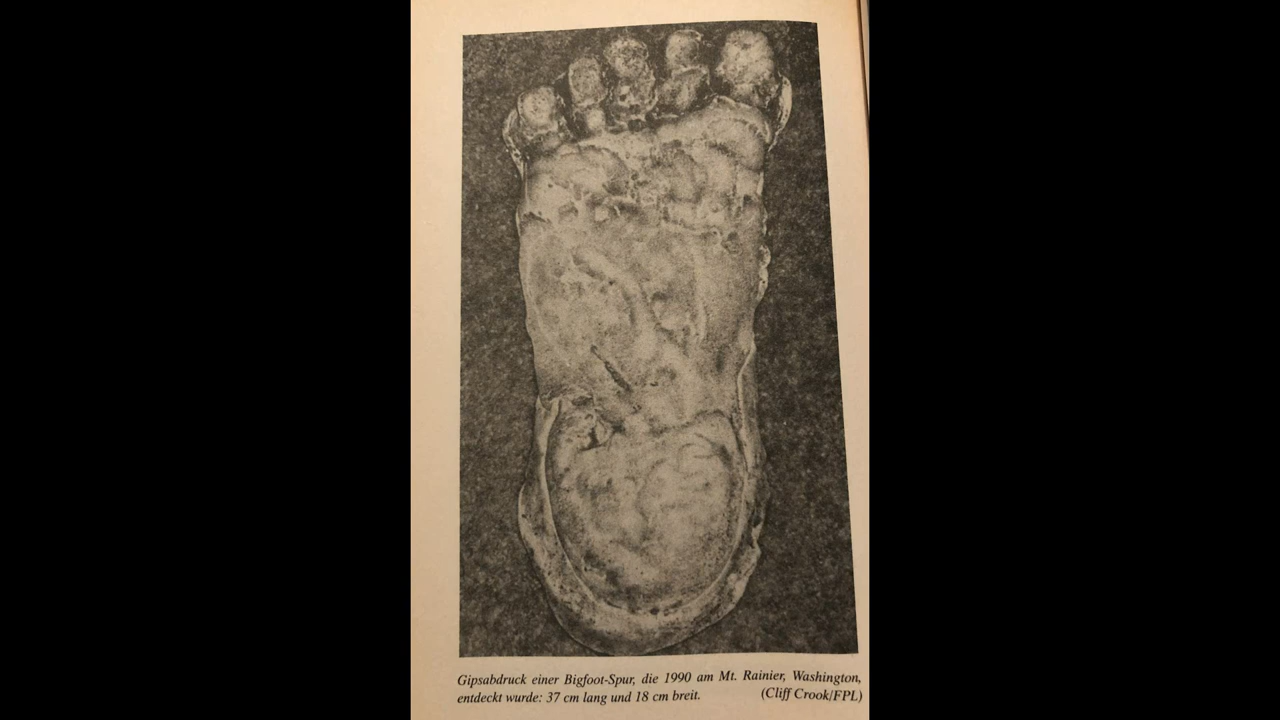 Gipsabdruck einer Bigfoot-Spur, die 1990 am Mt. Rainier, Washington,
entdeckt wurde: 37 cm lang und 18 cm breit. (Cliff Crook/FPL)